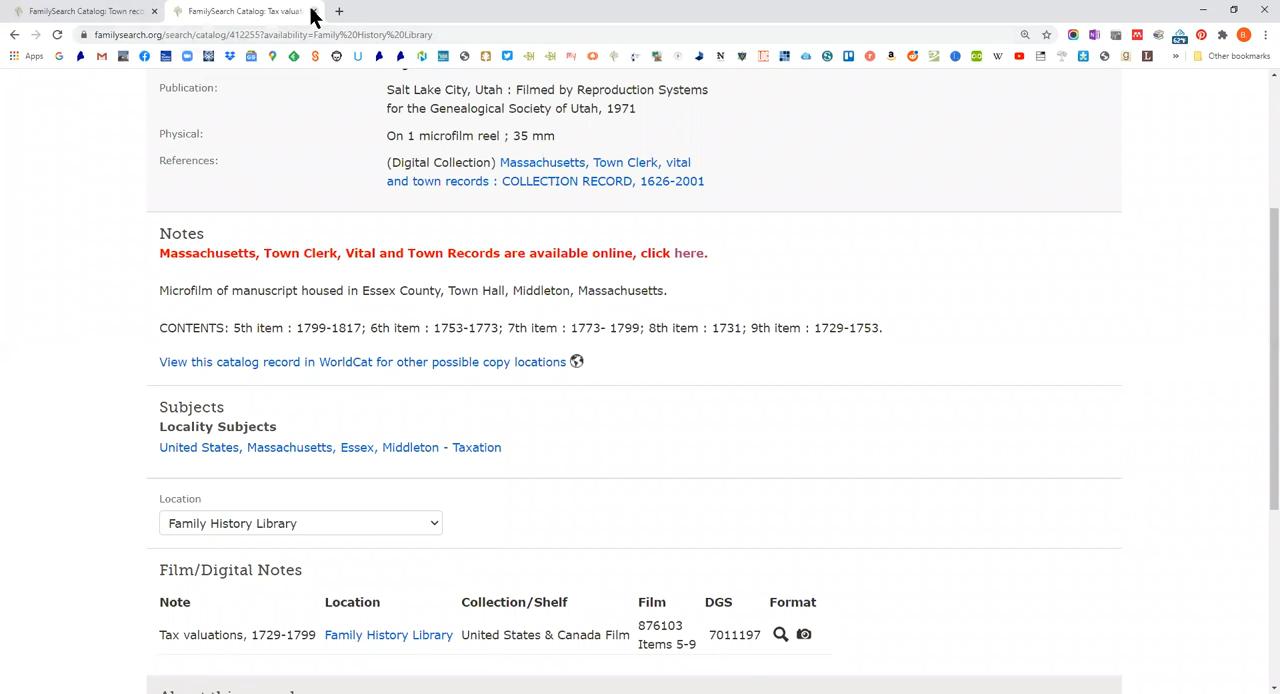 FamilySearch Catalog: Town reco
FamilySearch Catalog: Tax valuat
familysearch.org/search/catalog/412255?availability=Family%20History%20Library
Apps
Other bookmarks
Publication:
Salt Lake City, Utah : Filmed by Reproduction Systems
for the Genealogical Society of Utah, 1971
Physical:
On 1 microfilm reel ; 35 mm
References:
(Digital Collection) Massachusetts, Town Clerk, vital
and town records : COLLECTION RECORD, 1626-2001
Notes
Massachusetts, Town Clerk, Vital and Town Records are available online, click here.
Microfilm of manuscript housed in Essex County, Town Hall, Middleton, Massachusetts.
CONTENTS: 5th item : 1799-1817; 6th item : 1753-1773; 7th item : 1773- 1799; 8th item : 1731; 9th item : 1729-1753.
View this catalog record in WorldCat for other possible copy locations
Subjects
Locality Subjects
United States, Massachusetts, Essex, Middleton - Taxation
Location
Family History Library
Film/Digital Notes
Note Location Collection/Shelf Film DGS Format
Tax valuations, 1729-1799 Family History Library United States & Canada Film 876103 Items 5-9 7011197